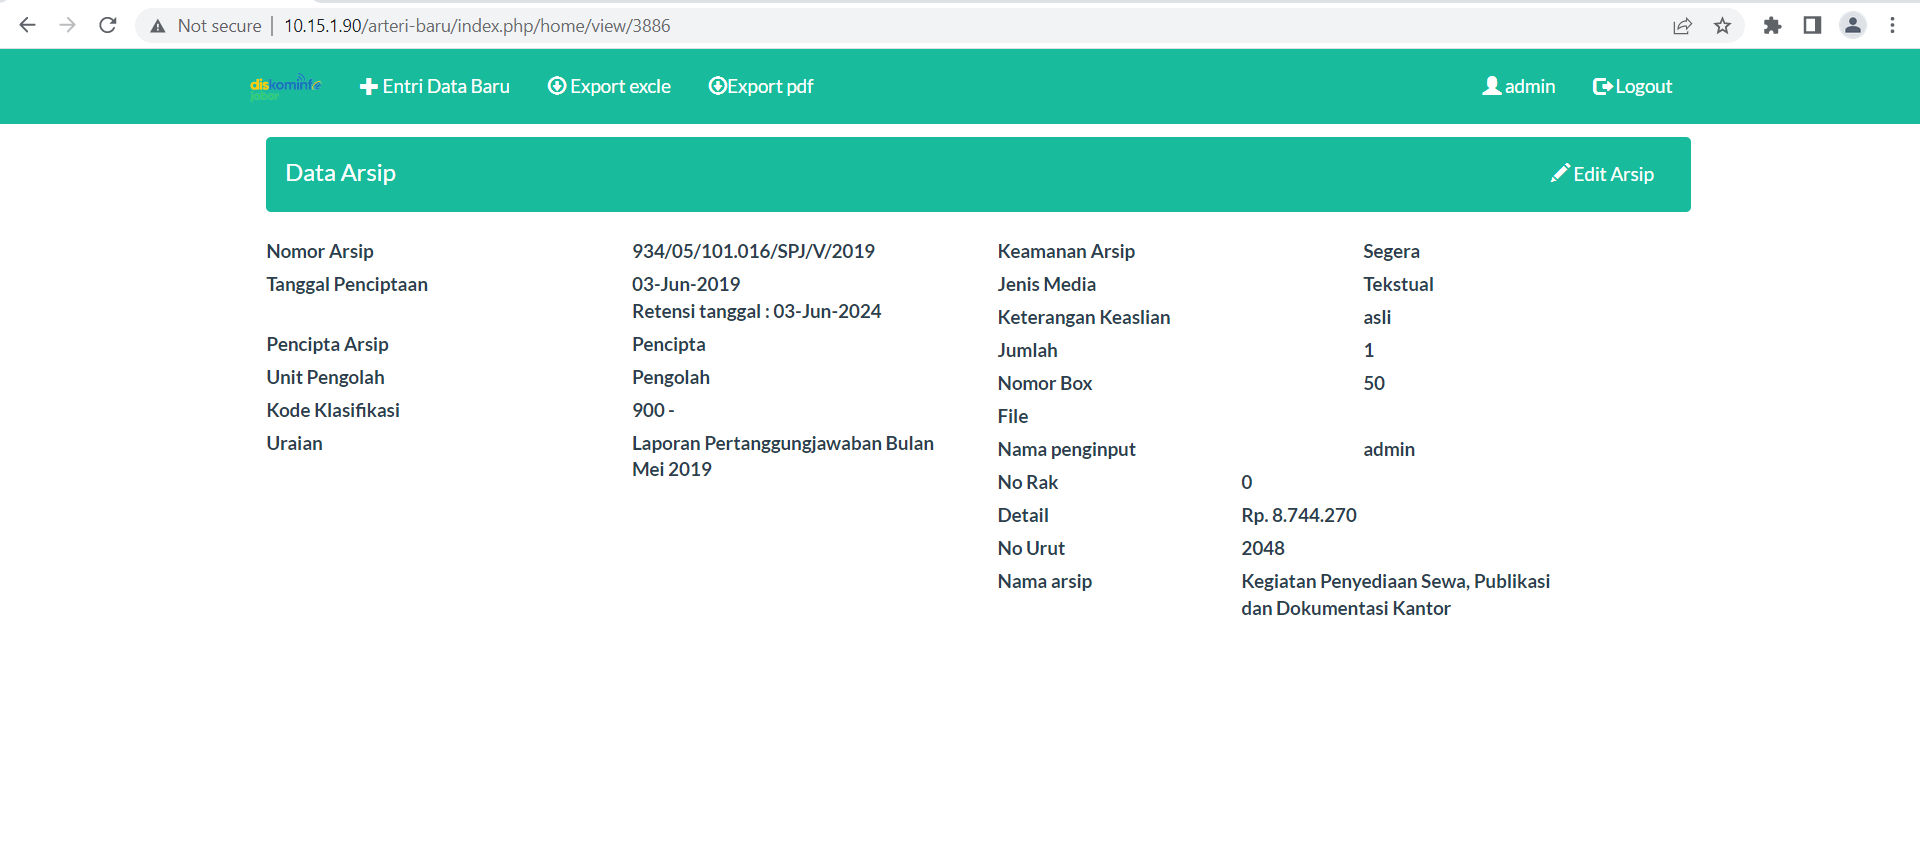 Not secure | 10.15.1.90/arteri-baru/index.php/home/view/3886
diskominfo
jabar
Entri Data Baru
Export excle
Export pdf
admin
Logout
Data Arsip
Edit Arsip
Nomor Arsip 934/05/101.016/SPJ/V/2019
Tanggal Penciptaan 03-Jun-2019
Retensi tanggal : 03-Jun-2024
Pencipta Arsip Pencipta
Unit Pengolah Pengolah
Kode Klasifikasi 900 -
Uraian Laporan Pertanggungjawaban Bulan
Mei 2019
Keamanan Arsip Segera
Jenis Media Tekstual
Keterangan Keaslian asli
Jumlah 1
Nomor Box 50
File
Nama penginput admin
No Rak 0
Detail Rp. 8.744.270
No Urut 2048
Nama arsip Kegiatan Penyediaan Sewa, Publikasi
dan Dokumentasi Kantor